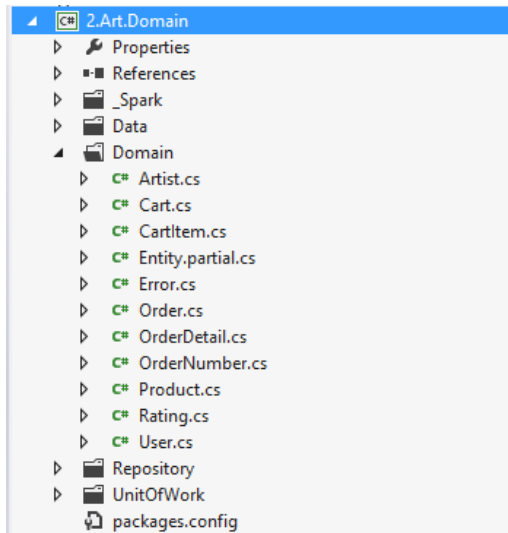 C# 2.Art.Domain
Properties
References
_Spark
Data
Domain
C# Artist.cs
C# Cart.cs
C# CartItem.cs
C# Entity.partial.cs
C# Error.cs
C# Order.cs
C# OrderDetail.cs
C# OrderNumber.cs
C# Product.cs
C# Rating.cs
C# User.cs
Repository
UnitOfWork
packages.config